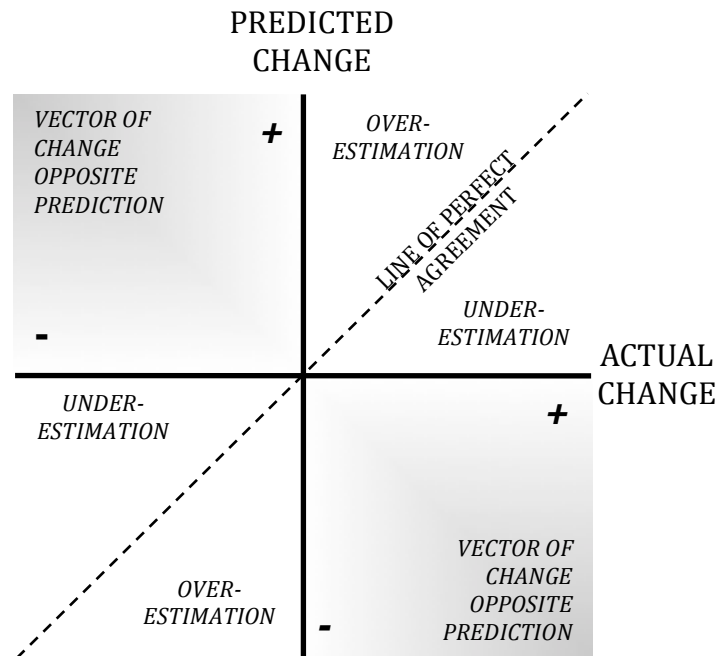 PREDICTED
CHANGE
VECTOR OF
CHANGE
OPPOSITE
PREDICTION
+
-
OVER-
ESTIMATION
LINE OF PERFECT
AGREEMENT
UNDER-
ESTIMATION
ACTUAL
CHANGE
UNDER-
ESTIMATION
+
OVER-
ESTIMATION
-
VECTOR OF
CHANGE
OPPOSITE
PREDICTION